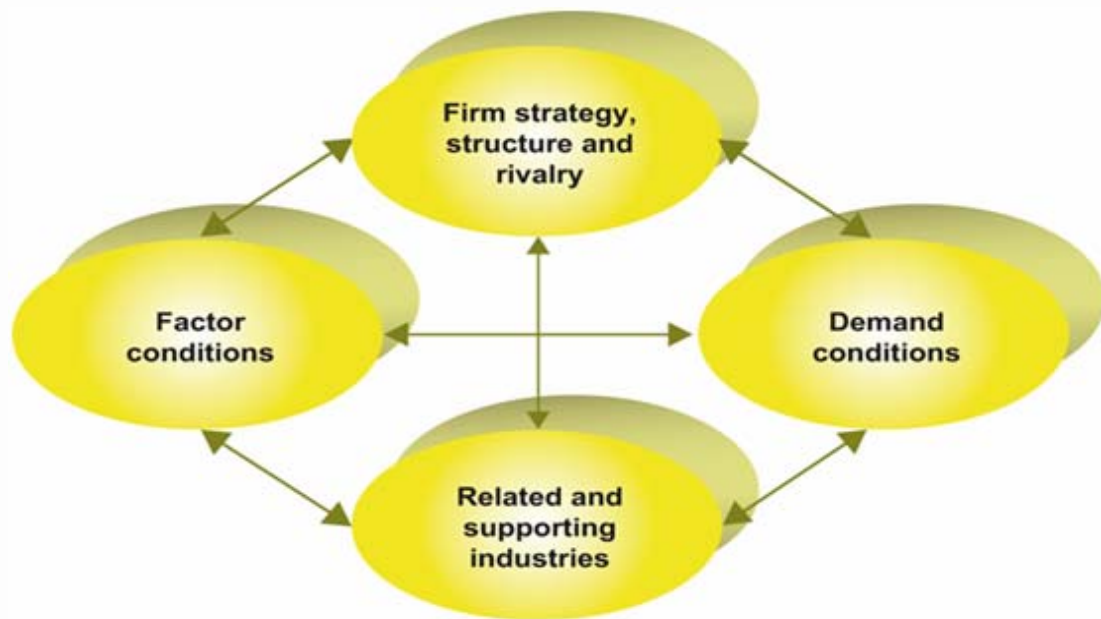 Firm strategy,
structure and
rivalry
Factor
conditions
Demand
conditions
Related and
supporting
industries